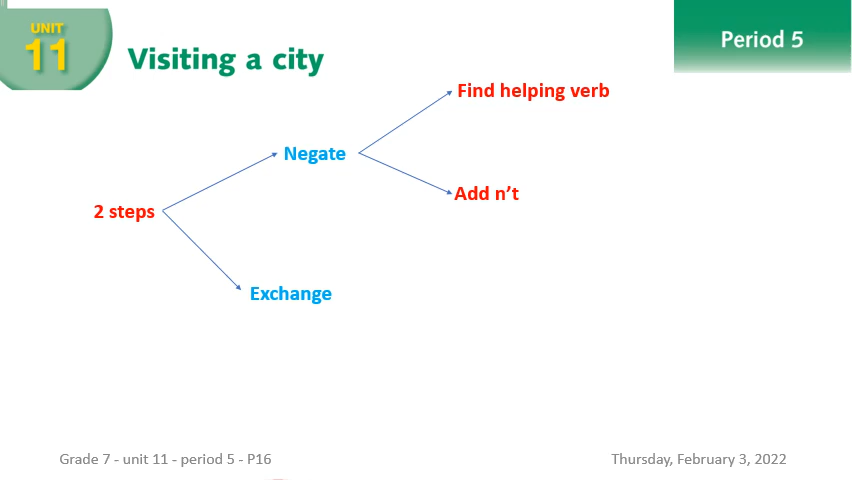 UNIT
11
Visiting a city
Period 5
Find helping verb
Negate
Add n’t
2 steps
Exchange
Grade 7 - unit 11 - period 5 - P16
Thursday, February 3, 2022